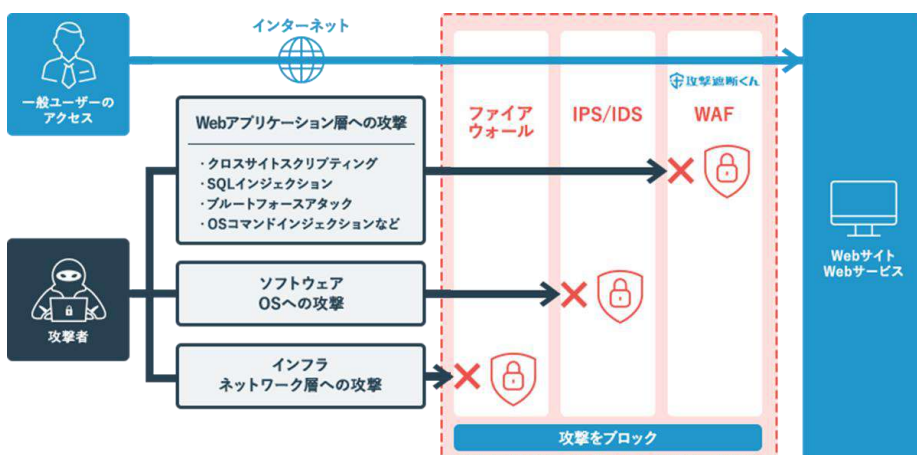 インターネット
一般ユーザーの
アクセス
Webアプリケーション層への攻撃
・クロスサイトスクリプティング
・SQLインジェクション
・ブルートフォースアタック
・OSコマンドインジェクションなど
ファイア
ウォール
IPS/IDS
攻撃遮断くん
WAF
攻撃者
ソフトウェア
OSへの攻撃
インフラ
ネットワーク層への攻撃
攻撃をブロック
Webサイト
Webサービス